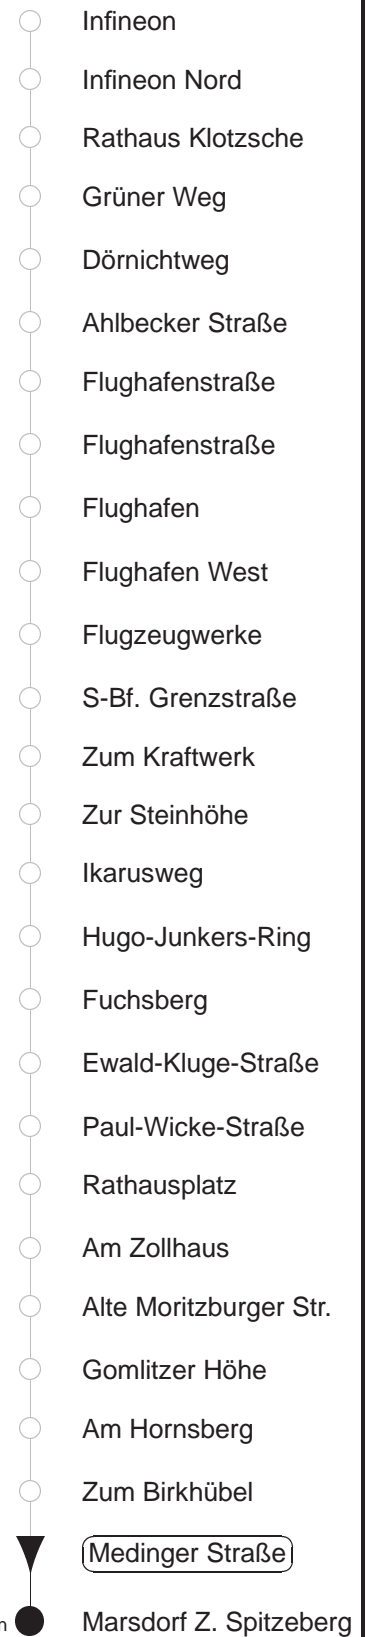 Infineon
Infineon Nord
Rathaus Klotzsche
Grüner Weg
Dörnichtweg
Ahlbecker Straße
Flughafenstraße
Flughafenstraße
Flughafen
Flughafen West
Flugzeugwerke
S-Bf. Grenzstraße
Zum Kraftwerk
Zur Steinhöhe
Ikarusweg
Hugo-Junkers-Ring
Fuchsberg
Ewald-Kluge-Straße
Paul-Wicke-Straße
Rathausplatz
Am Zollhaus
Alte Moritzburger Str.
Gomlitzer Höhe
Am Hornsberg
Zum Birkhübel
Medinger Straße
Marsdorf Z. Spitzeberg